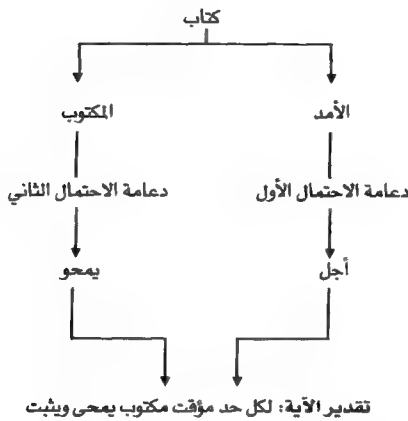 كتاب
الأمد المكتوب
دعامة الاحتمال الأول دعامة الاحتمال الثاني
أجل يمحو
تقدير الآية: لكل حد مؤقت مكتوب يمحى ويثبت